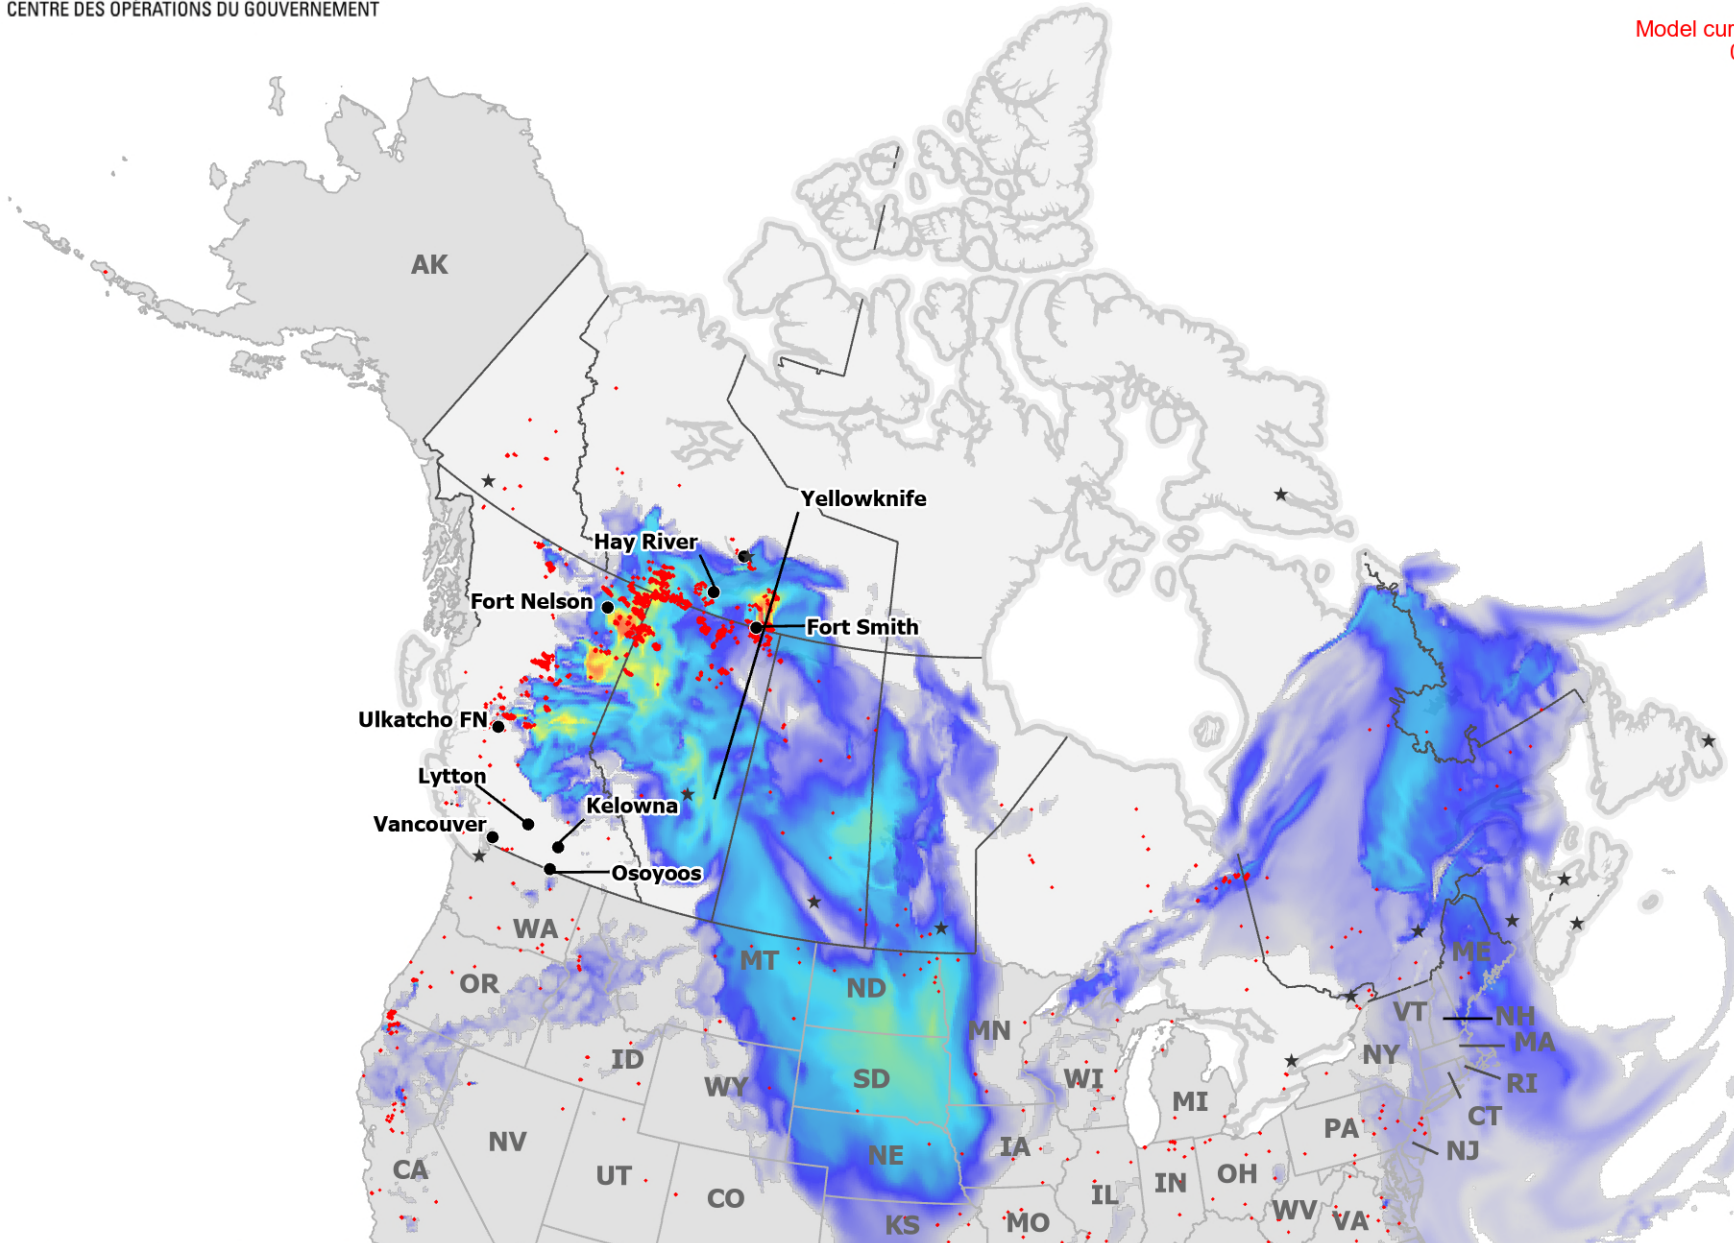 CENTRE DES OPÉRATIONS DU GOUVERNEMENT
Model cur
AK
Yellowknife
Hay River
Fort Nelson
Fort Smith
Ulkatcho FN
Lytton
Kelowna
Vancouver
Osoyoos
WA
MT
ND
OR
MN
ME
VT
NH
MA
NY
ID
WY
SD
WI
MI
RI
CT
NV
NE
IA
PA
NJ
CA
UT
CO
IL
IN
OH
KS
MO
WV
VA